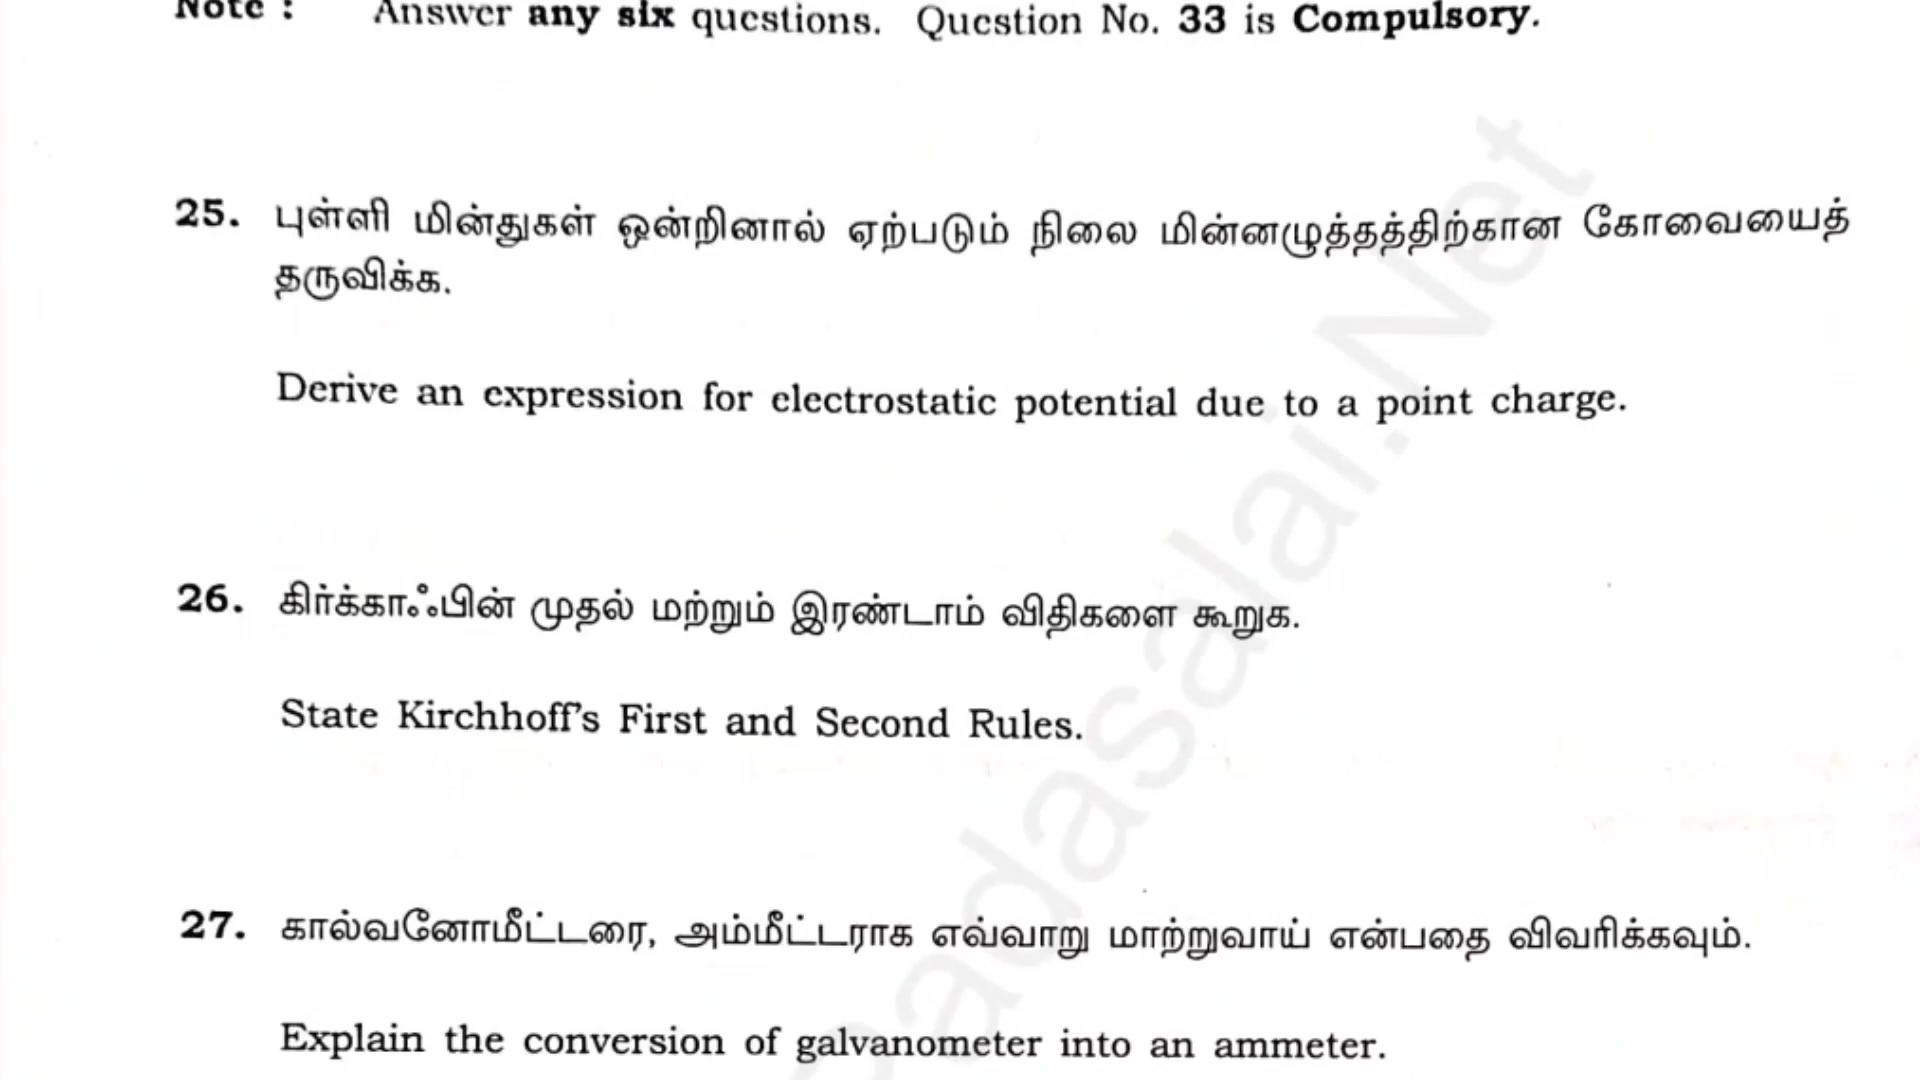 Note : Answer any six questions. Question No. 33 is Compulsory.
25. புள்ளி மின்துகள் ஒன்றினால் ஏற்படும் நிலை மின்னழுத்தத்திற்கான கோவையைத்
தருவிக்க.
Derive an expression for electrostatic potential due to a point charge.
26. கிர்க்காஃபின் முதல் மற்றும் இரண்டாம் விதிகளை கூறுக.
State Kirchhoff's First and Second Rules.
27. கால்வனோமீட்டரை, அம்மீட்டராக எவ்வாறு மாற்றுவாய் என்பதை விவரிக்கவும்.
Explain the conversion of galvanometer into an ammeter.
Padasalai.Net